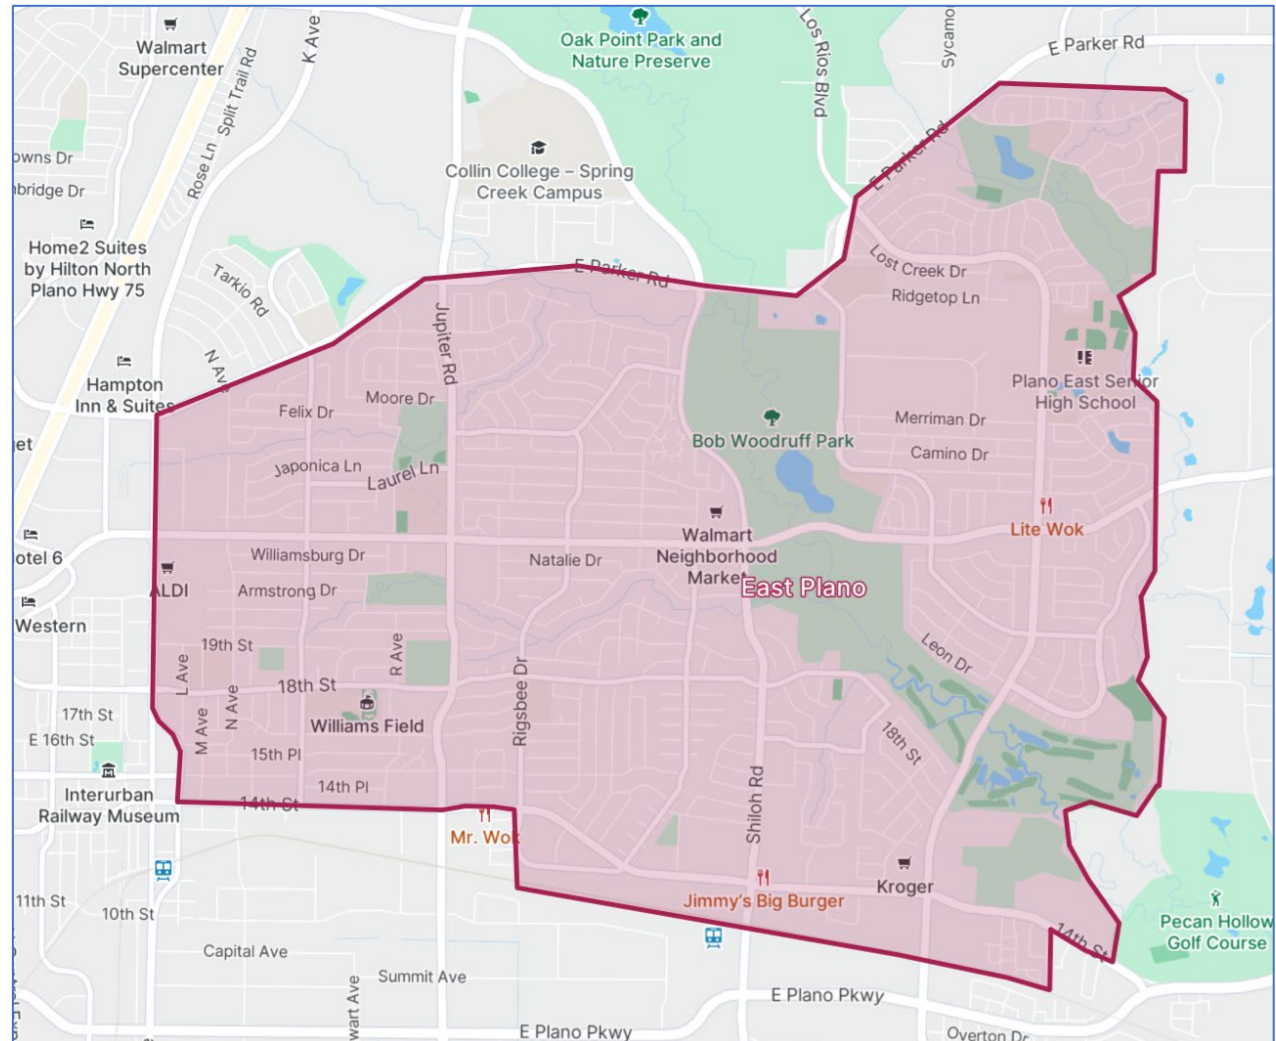 Walmart
Supercenter
K Ave
Split Trail Rd
Rose Ln
Oak Point Park and
Nature Preserve
Los Rios Blvd
Sycamo
E Parker Rd
owns Dr
nbridge Dr
Collin College – Spring
Creek Campus
E Parker Rd
Home2 Suites
by Hilton North
Plano Hwy 75
Tarkio Rd
E Parker Rd
Lost Creek Dr
Ridgetop Ln
Jupiter Rd
N Ave
Hampton
Inn & Suites
Plano East Senior
High School
Moore Dr
Felix Dr
Merriman Dr
Bob Woodruff Park
Camino Dr
get
Japonica Ln
Laurel Ln
Lite Wok
Walmart
Neighborhood
Market
Williamsburg Dr
Natalie Dr
otel 6
ALDI
Armstrong Dr
East Plano
Western
19th St
R Ave
Leon Dr
L Ave
18th St
Rigsbee Dr
N Ave
M Ave
17th St
Williams Field
E 16th St
18th St
15th Pl
14th Pl
14th St
Interurban
Railway Museum
Shiloh Rd
Mr. Wok
Kroger
Jimmy's Big Burger
11th St
10th St
14th St
Pecan Hollow
Golf Course
Capital Ave
Summit Ave
E Plano Pkwy
wart Ave
E Plano Pkwy
Overton Dr